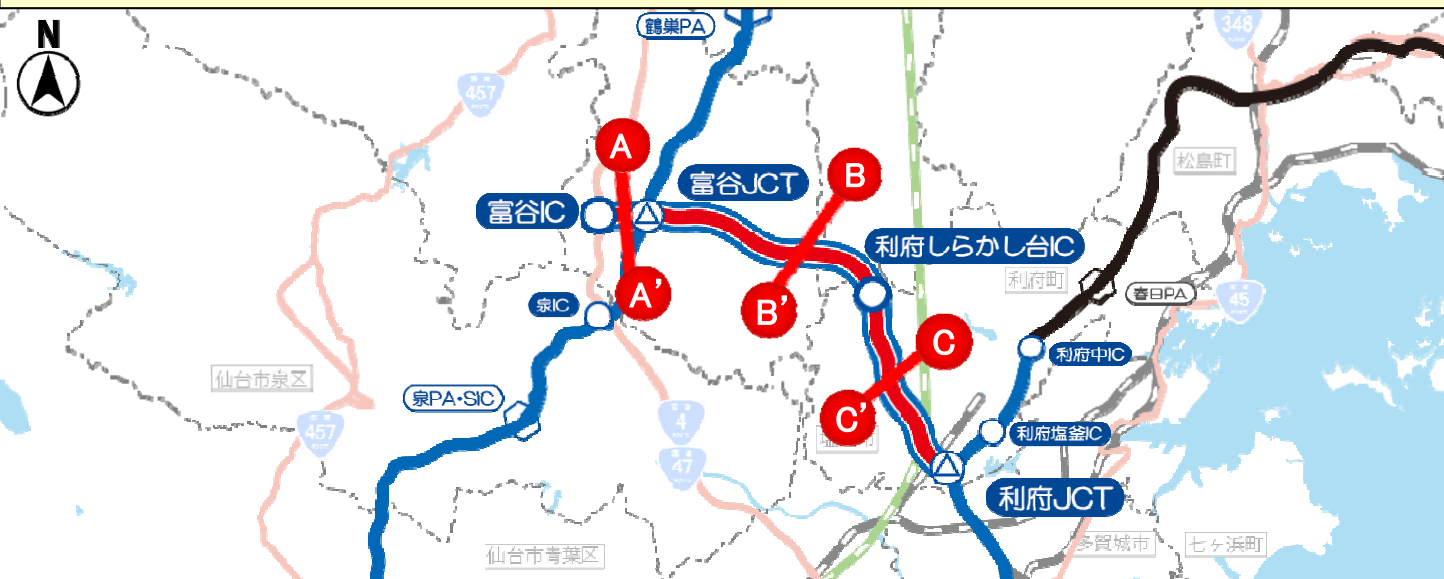 N
鶴巣PA
346
457
A
松島町
富谷JCT
B
富谷IC
利府しらかし台IC
利府町
A'
春日PA
45
泉IC
B'
C
利府中IC
仙台市泉区
泉PA・SIC
C'
4
457
利府塩釜IC
47
利府JCT
仙台市青葉区
多賀城市
七ヶ浜町